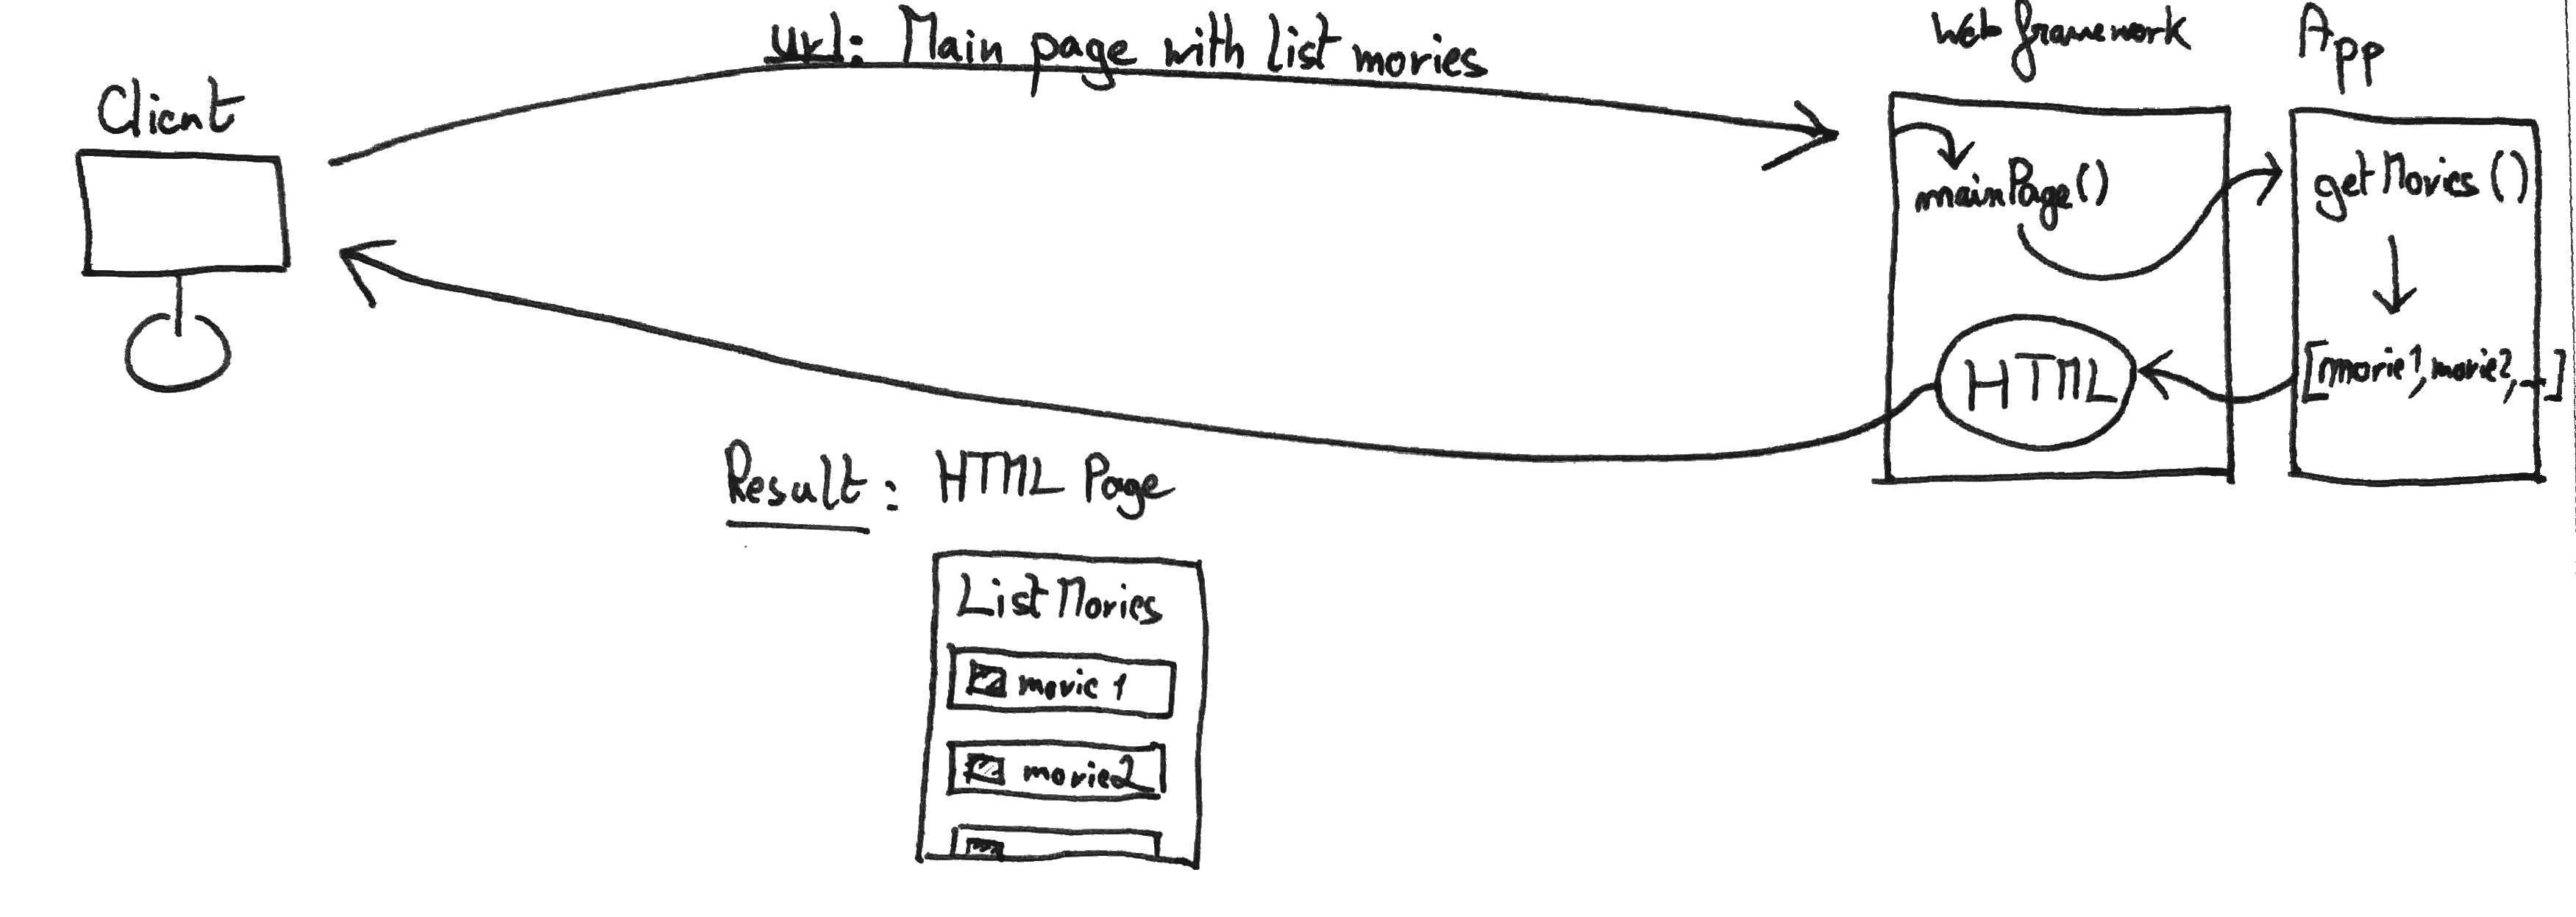 url: Main page with list movies
Web framework
App
Client
mainPage()
getMovies()
HTML
[movie1, movie2, ...]
Result: HTML Page
List Movies
movie 1
movie2